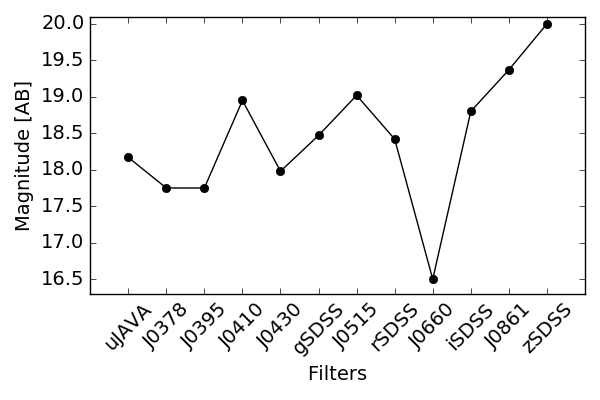 Magnitude [AB]
20.0
19.5
19.0
18.5
18.0
17.5
17.0
16.5
uJAVA
J0378
J0395
J0410
J0430
gSDSS
J0515
rSDSS
J0660
iSDSS
J0861
zSDSS
Filters